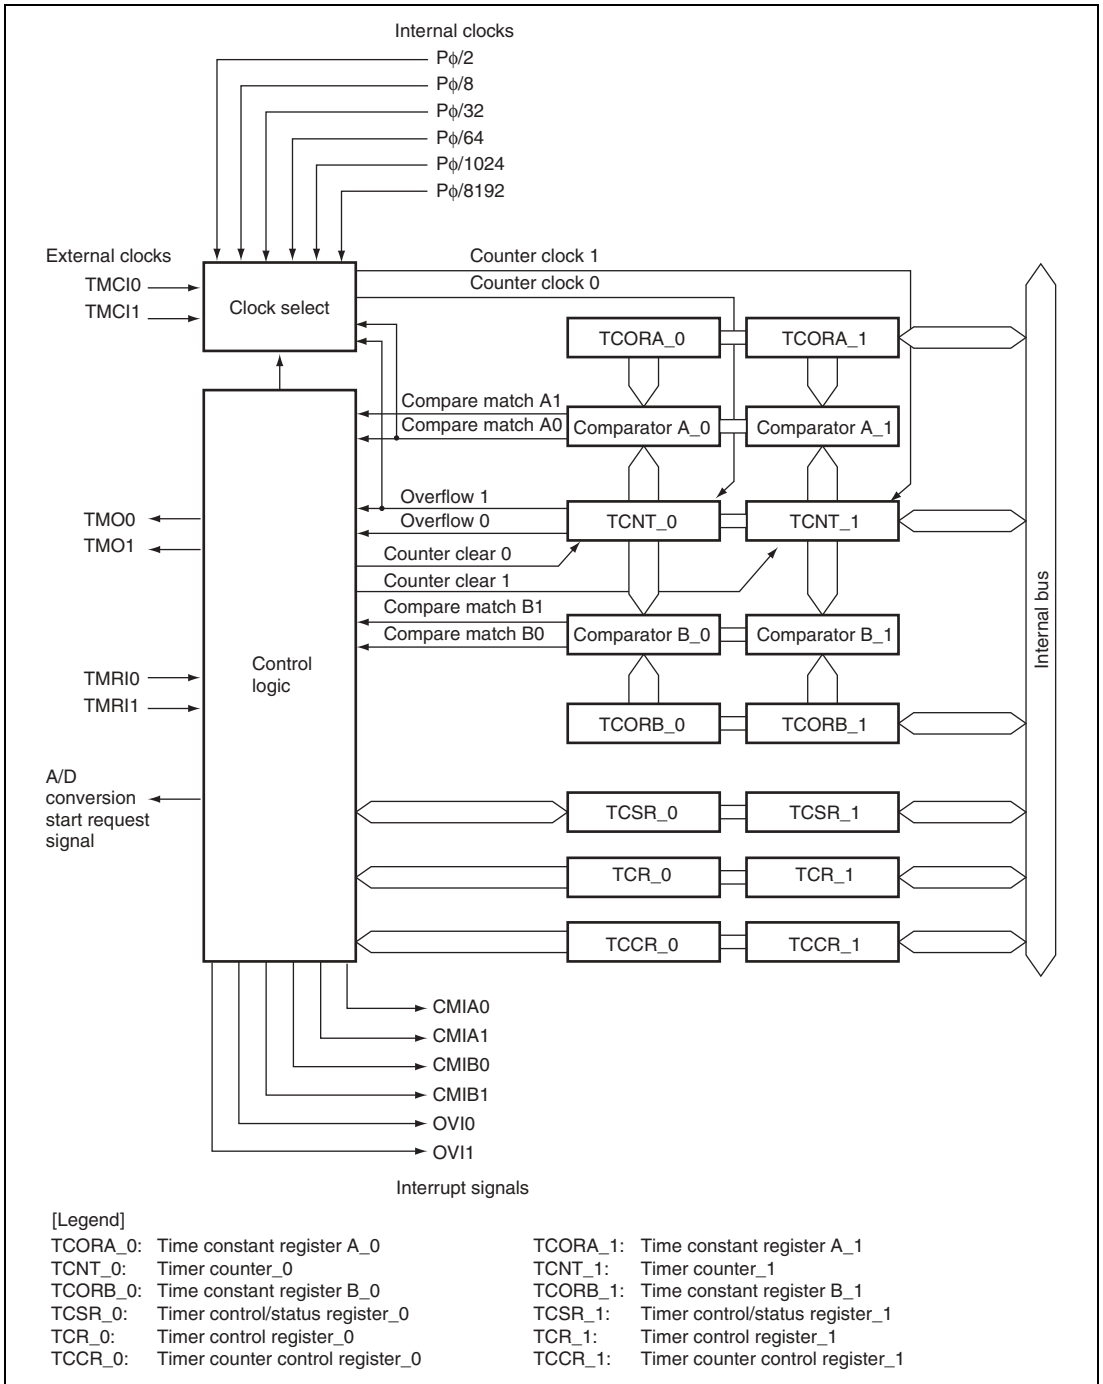 Internal clocks
Pϕ/2
Pϕ/8
Pϕ/32
Pϕ/64
Pϕ/1024
Pϕ/8192
External clocks
TMCI0
TMCI1
Clock select
Counter clock 1
Counter clock 0
TCORA_0
TCORA_1
Compare match A1
Compare match A0
Comparator A_0
Comparator A_1
Overflow 1
Overflow 0
TCNT_0
TCNT_1
Counter clear 0
Counter clear 1
Compare match B1
Compare match B0
Comparator B_0
Comparator B_1
TMO0
TMO1
Control
logic
TMRI0
TMRI1
TCORB_0
TCORB_1
Internal bus
A/D
conversion
start request
signal
TCSR_0
TCSR_1
TCR_0
TCR_1
TCCR_0
TCCR_1
CMIA0
CMIA1
CMIB0
CMIB1
OVI0
OVI1
Interrupt signals
[Legend]
TCORA_0: Time constant register A_0
TCNT_0: Timer counter_0
TCORB_0: Time constant register B_0
TCSR_0: Timer control/status register_0
TCR_0: Timer control register_0
TCCR_0: Timer counter control register_0
TCORA_1: Time constant register A_1
TCNT_1: Timer counter_1
TCORB_1: Time constant register B_1
TCSR_1: Timer control/status register_1
TCR_1: Timer control register_1
TCCR_1: Timer counter control register_1